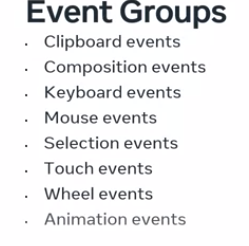 Event Groups
· Clipboard events
· Composition events
· Keyboard events
· Mouse events
· Selection events
· Touch events
· Wheel events
· Animation events